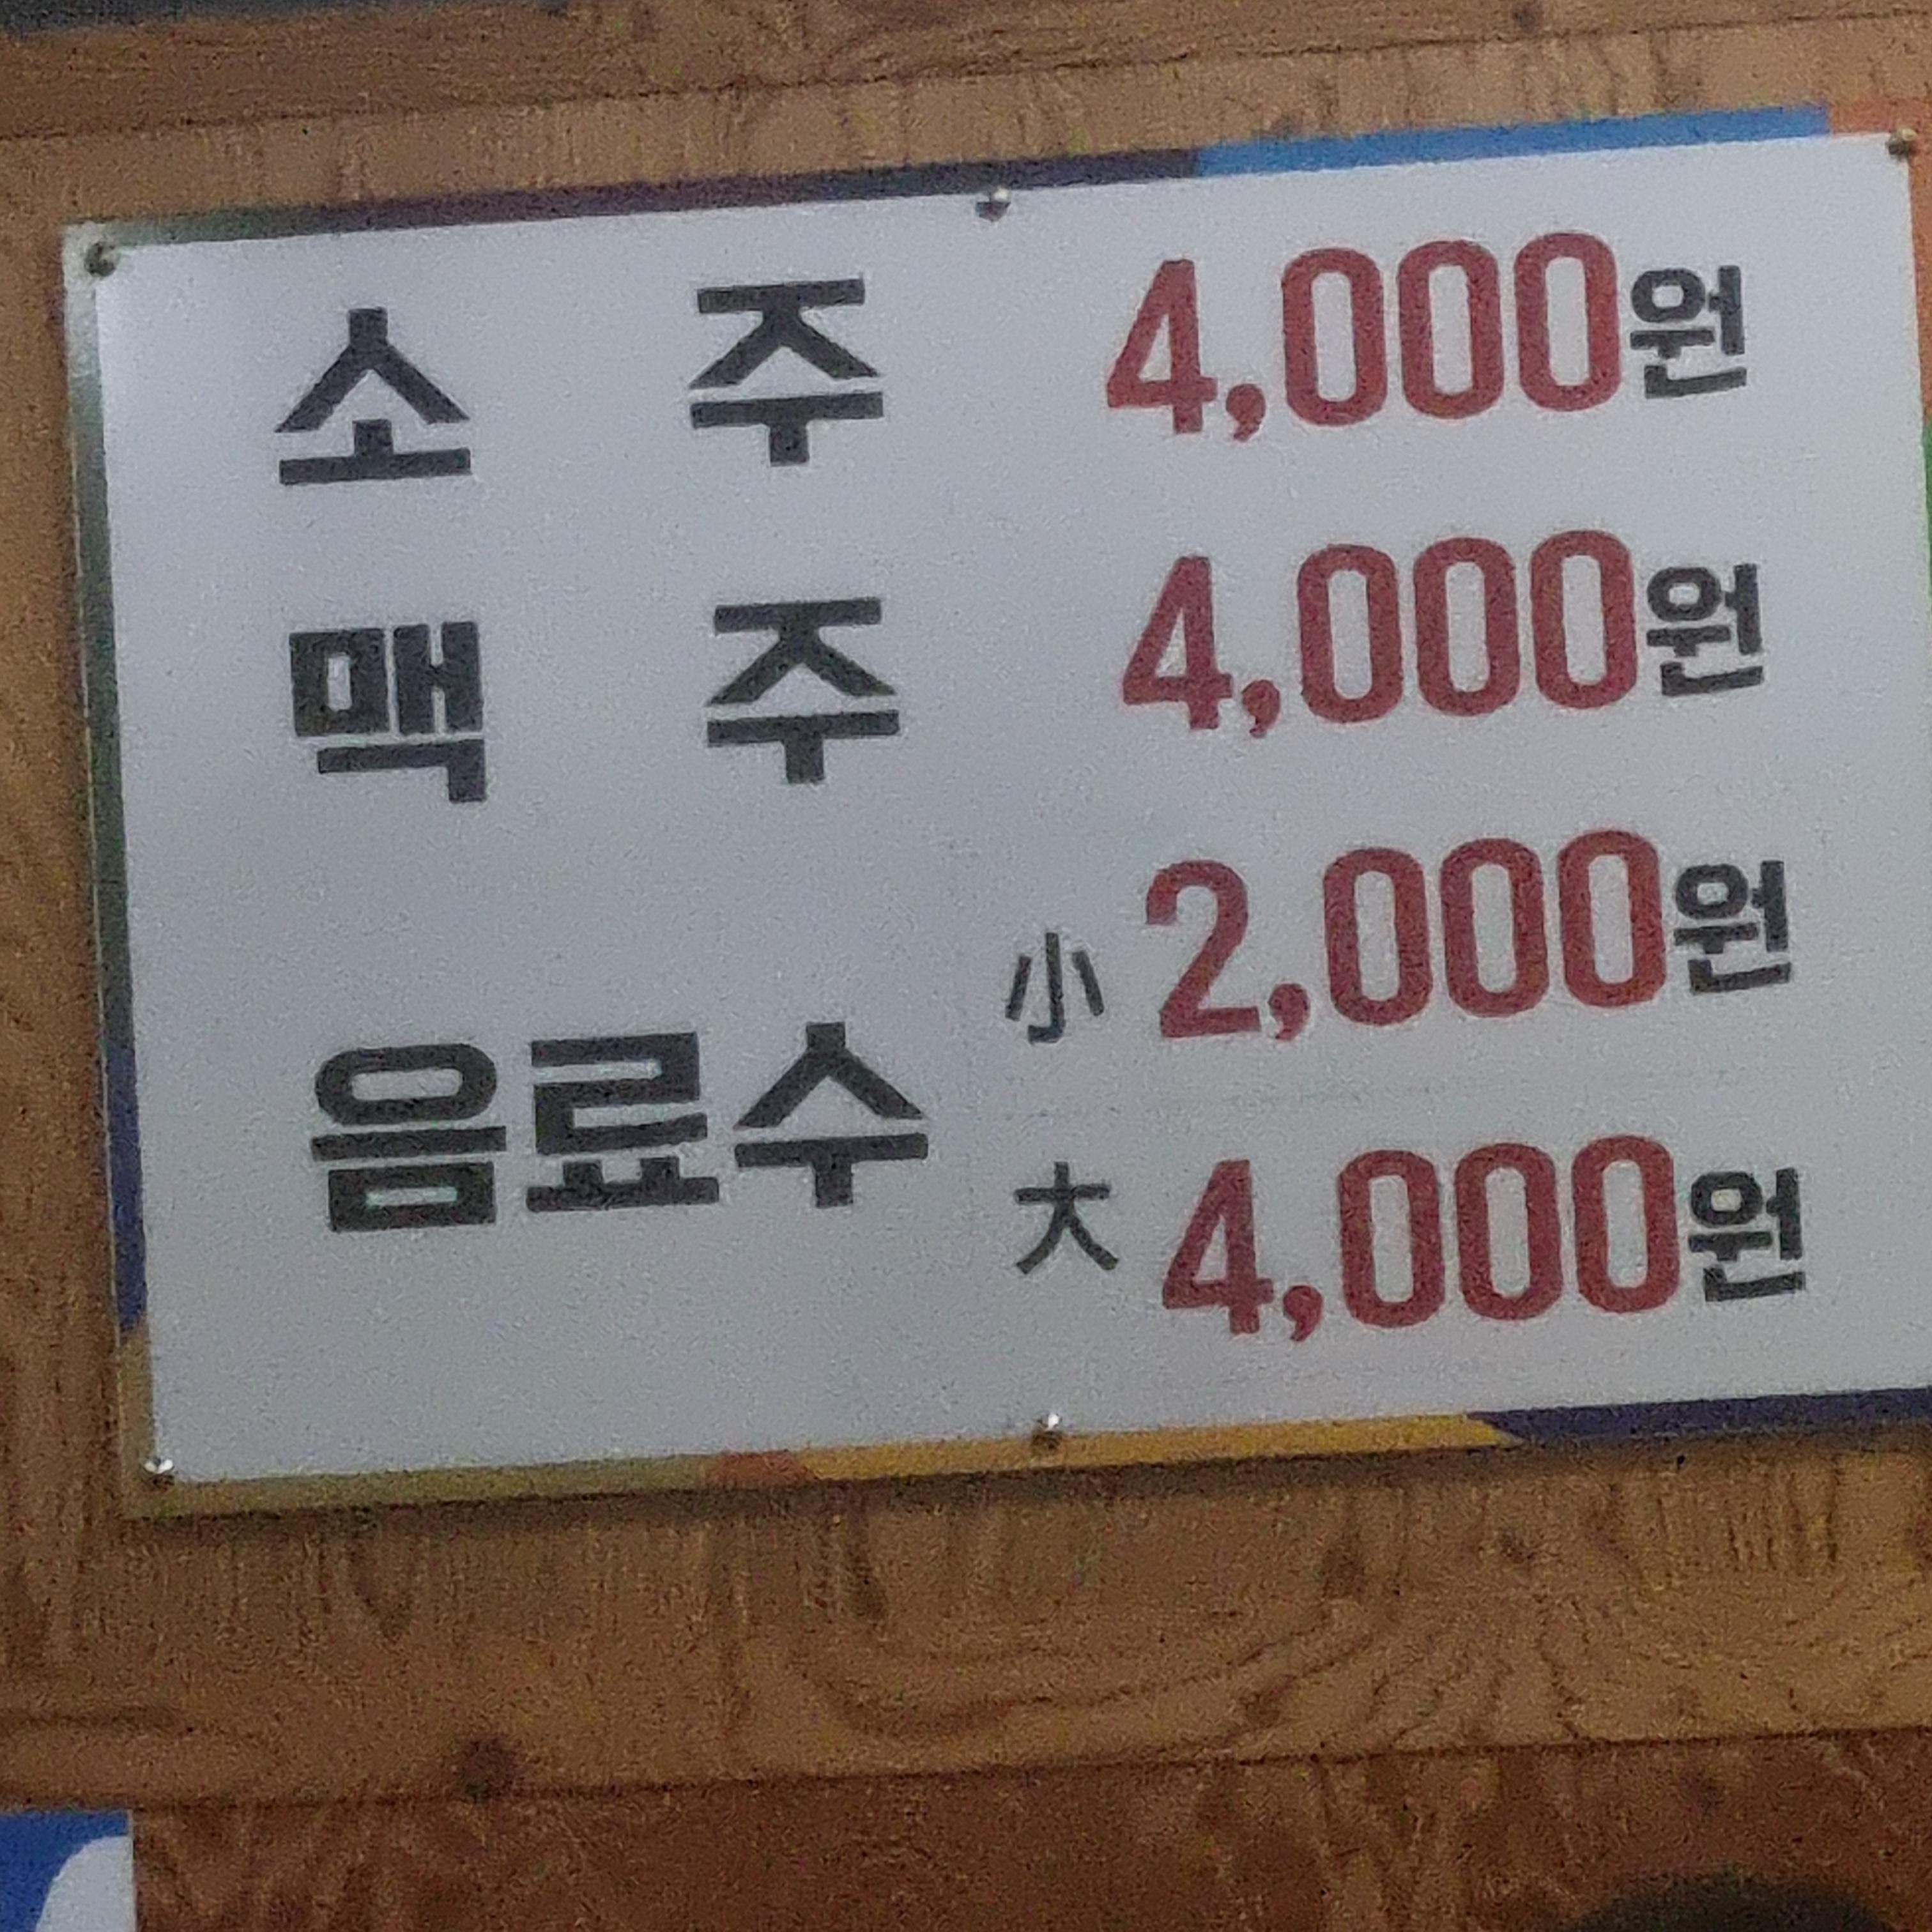 소 주 4,000원
맥 주 4,000원
음료수 小 2,000원
大 4,000원